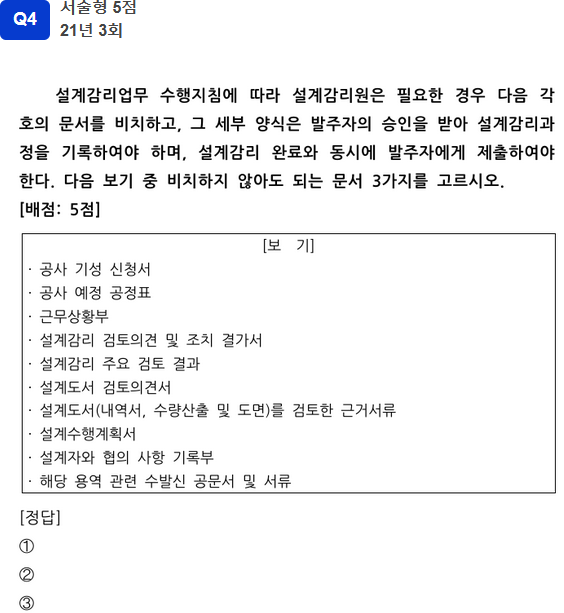 Q4
서술형 5점
21년 3회
설계감리업무 수행지침에 따라 설계감리원은 필요한 경우 다음 각
호의 문서를 비치하고, 그 세부 양식은 발주자의 승인을 받아 설계감리과
정을 기록하여야 하며, 설계감리 완료와 동시에 발주자에게 제출하여야
한다. 다음 보기 중 비치하지 않아도 되는 문서 3가지를 고르시오.
[배점: 5점]
[보 기]
· 공사 기성 신청서
· 공사 예정 공정표
· 근무상황부
· 설계감리 검토의견 및 조치 결가서
· 설계감리 주요 검토 결과
· 설계도서 검토의견서
· 설계도서(내역서, 수량산출 및 도면)를 검토한 근거서류
· 설계수행계획서
· 설계자와 협의 사항 기록부
· 해당 용역 관련 수발신 공문서 및 서류
[정답]
①
②
③